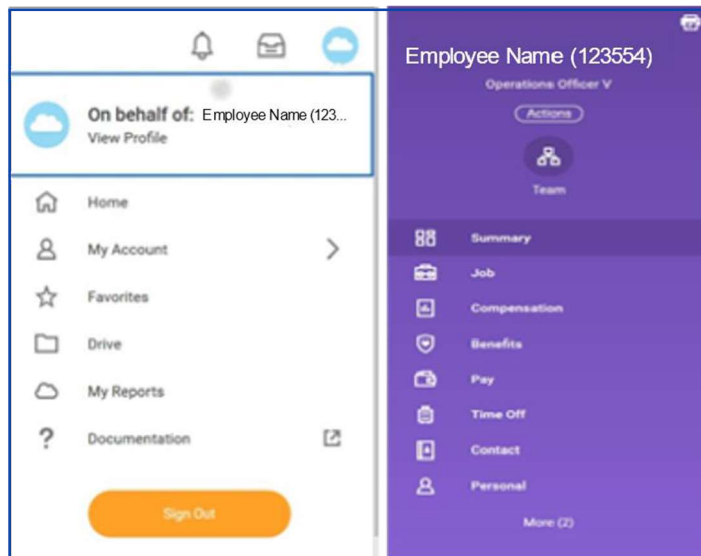 On behalf of: Employee Name (123...
View Profile
Home
My Account
Favorites
Drive
My Reports
? Documentation
Sign Out
Employee Name (123554)
Operations Officer V
Actions
Team
Summary
Job
Compensation
Benefits
Pay
Time Off
Contact
Personal
More (2)